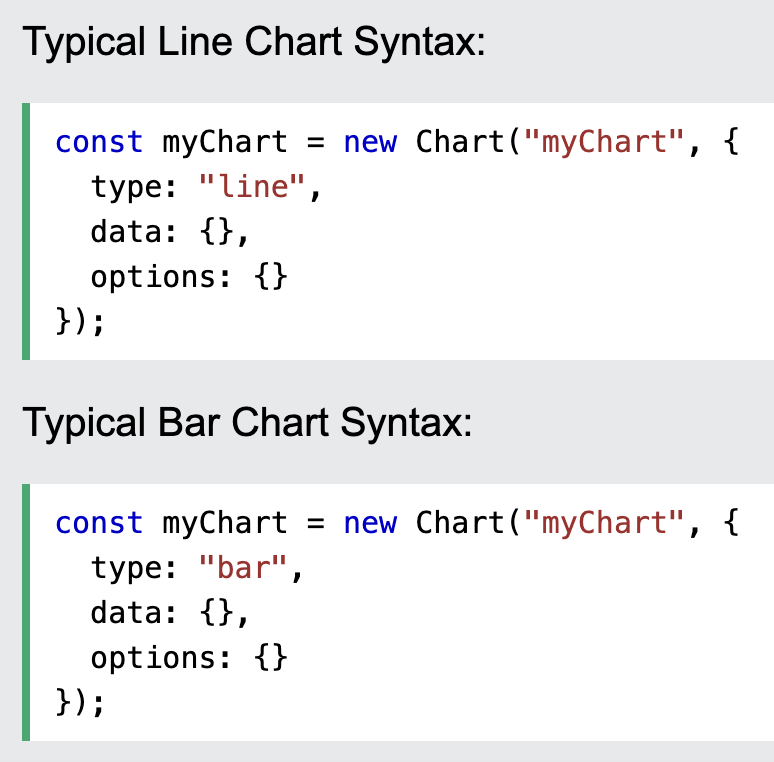 Typical Line Chart Syntax:
const myChart = new Chart("myChart", {
  type: "line",
  data: {},
  options: {}
});
Typical Bar Chart Syntax:
const myChart = new Chart("myChart", {
  type: "bar",
  data: {},
  options: {}
});